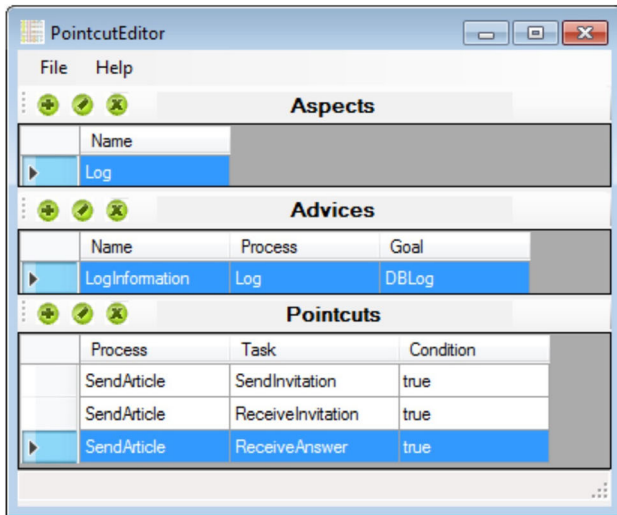 PointcutEditor
File Help
Aspects
Name
Log
Advices
Name Process Goal
LogInformation Log DBLog
Pointcuts
Process Task Condition
SendArticle SendInvitation true
SendArticle ReceiveInvitation true
SendArticle ReceiveAnswer true